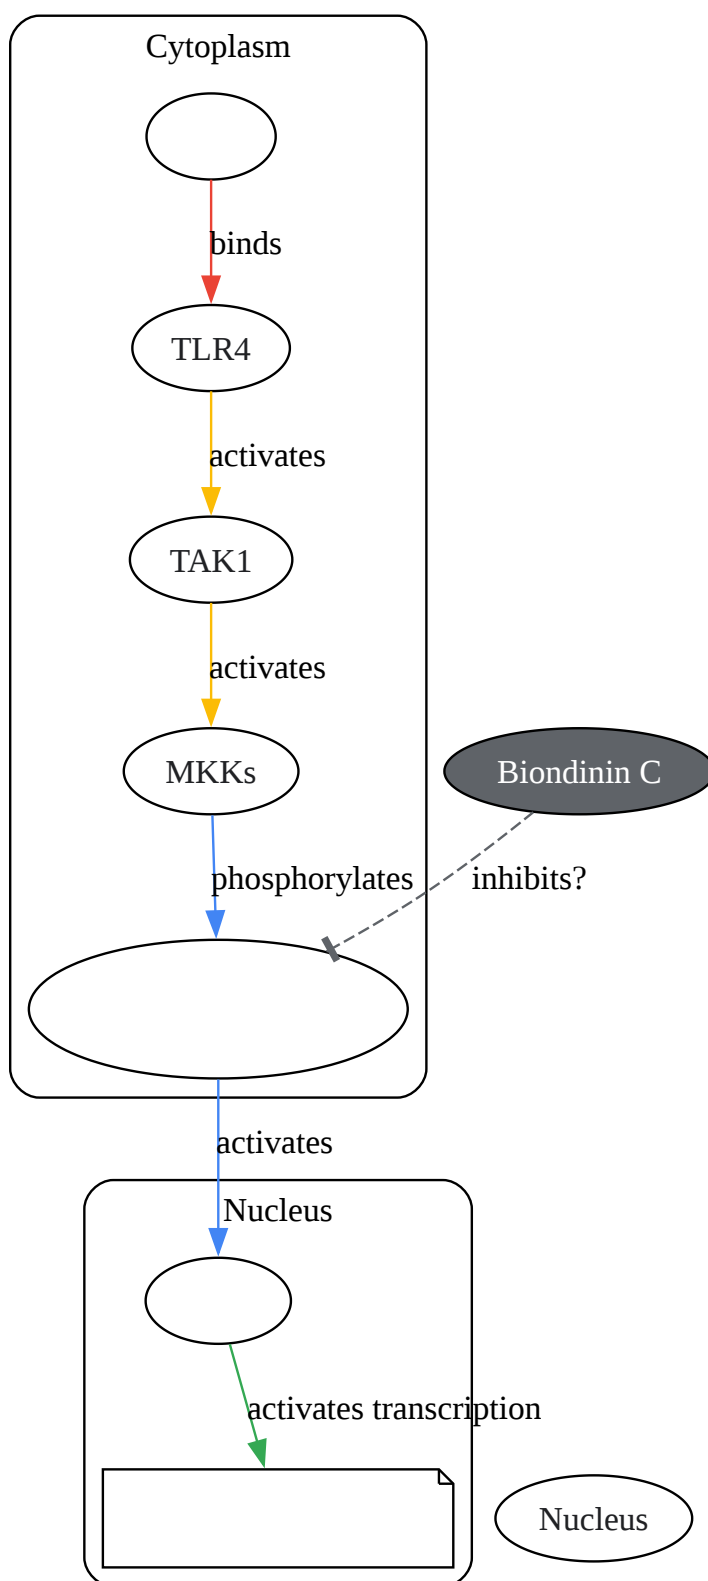 Cytoplasm
binds
TLR4
activates
TAK1
activates
MKKs
Biondinin C
phosphorylates
inhibits?
activates
Nucleus
activates transcription
Nucleus